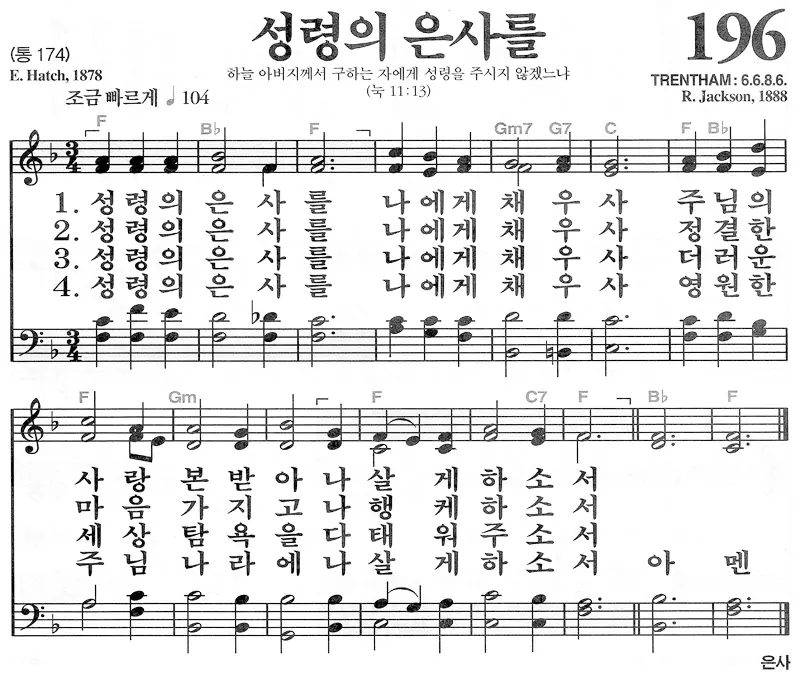 성령의 은사를
196
(통 174)
E. Hatch, 1878
하늘 아버지께서 구하는 자에게 성령을 주시지 않겠느냐
(눅 11:13)
TRENTHAM : 6.6.8.6.
R. Jackson, 1888
조금 빠르게 ♩ 104
F B♭ F Gm7 G7 C F B♭
1. 성 령 의 은 사 를 나 에 게 채 우 사 주 님 의
2. 성 령 의 은 사 를 나 에 게 채 우 사 정 결 한
3. 성 령 의 은 사 를 나 에 게 채 우 사 더 러 운
4. 성 령 의 은 사 를 나 에 게 채 우 사 영 원 한
F Gm F C7 F B♭ F
사 랑 본 받 아 나 살 게 하 소 서
마 음 가 지 고 나 행 케 하 소 서
세 상 탐 욕 을 다 태 워 주 소 서
주 님 나 라 에 나 살 게 하 소 서 아 멘
은사